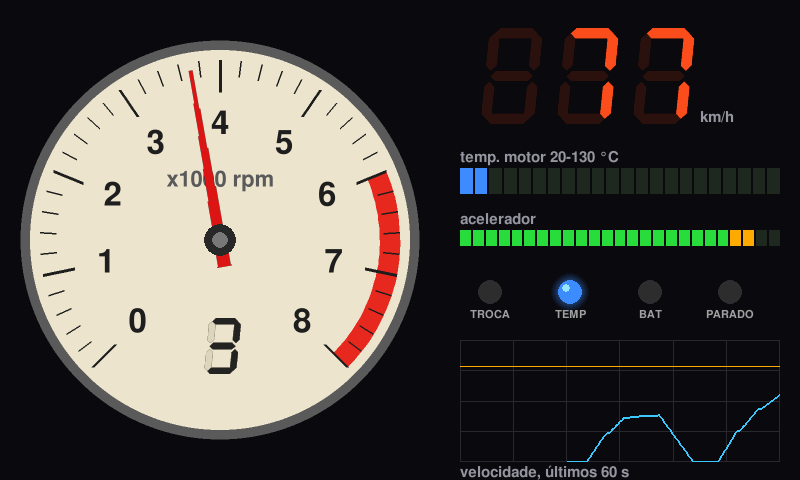 77
km/h
temp. motor 20-130 °C
acelerador
TROCA TEMP BAT PARADO
velocidade, últimos 60 s
0 1 2 3 4 5 6 7 8
x1000 rpm
3